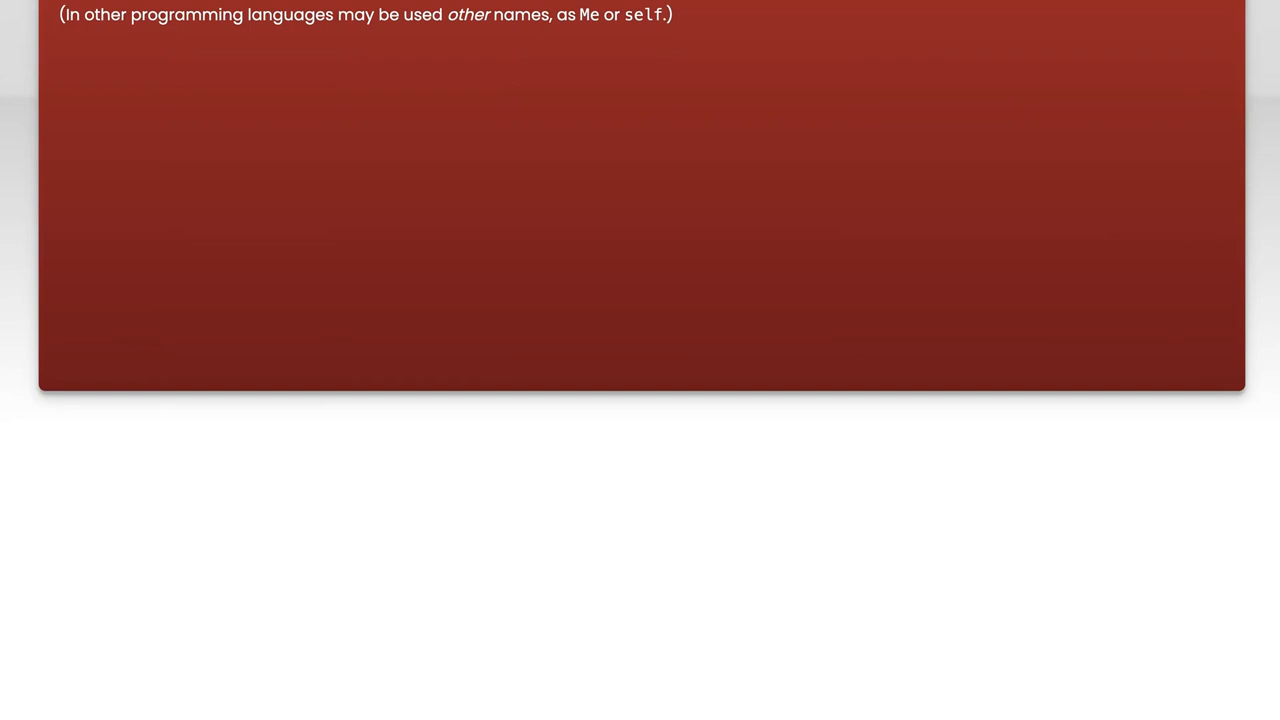 (In other programming languages may be used other names, as Me or self.)